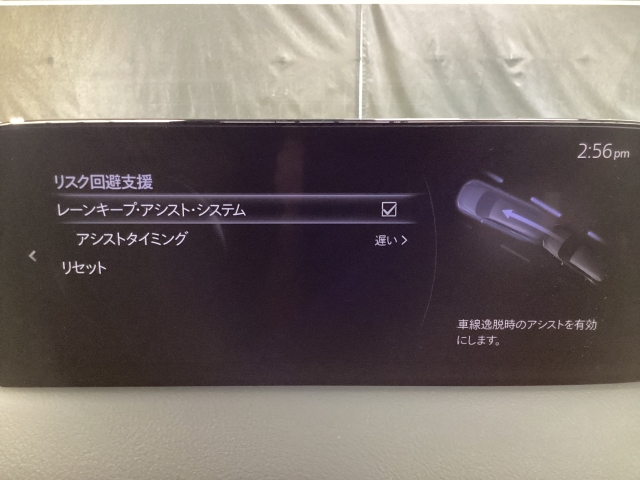 2:56pm
リスク回避支援
レーンキープ・アシスト・システム
アシストタイミング 遅い
リセット
車線逸脱時のアシストを有効
にします。